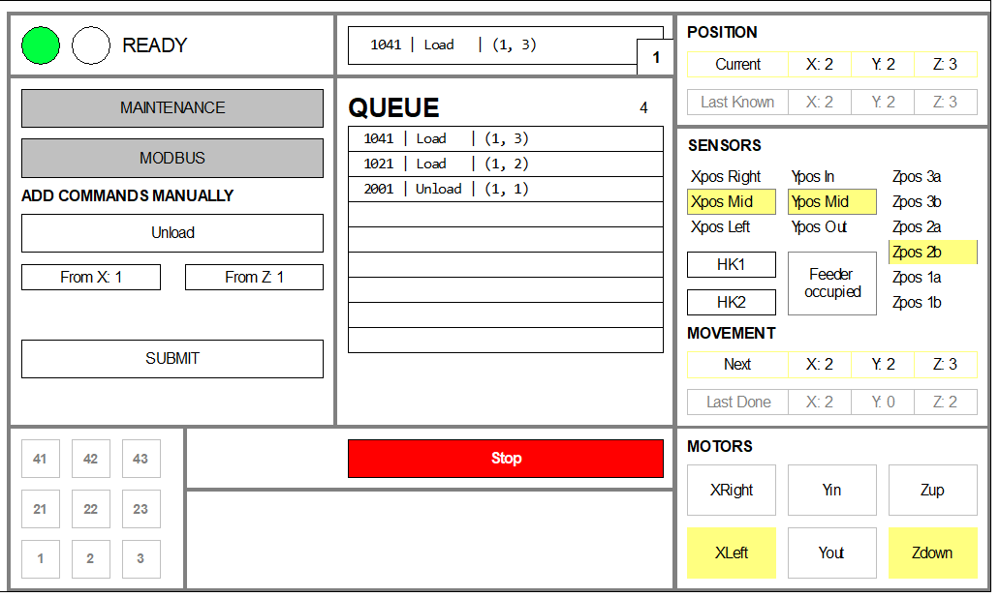 READY
1041 | Load | (1, 3)
1
MAINTENANCE
MODBUS
ADD COMMANDS MANUALLY
Unload
From X: 1 From Z: 1
SUBMIT
QUEUE 4
1041 | Load | (1, 3)
1021 | Load | (1, 2)
2001 | Unload | (1, 1)
41 42 43
21 22 23
1 2 3
Stop
POSITION
Current X: 2 Y: 2 Z: 3
Last Known X: 2 Y: 2 Z: 3
SENSORS
Xpos Right Ypos In Zpos 3a
Xpos Mid Ypos Mid Zpos 3b
Xpos Left Ypos Out Zpos 2a
Zpos 2b
HK1 Feeder Zpos 1a
occupied
HK2 Zpos 1b
MOVEMENT
Next X: 2 Y: 2 Z: 3
Last Done X: 2 Y: 0 Z: 2
MOTORS
XRight Yin Zup
XLeft Yout Zdown